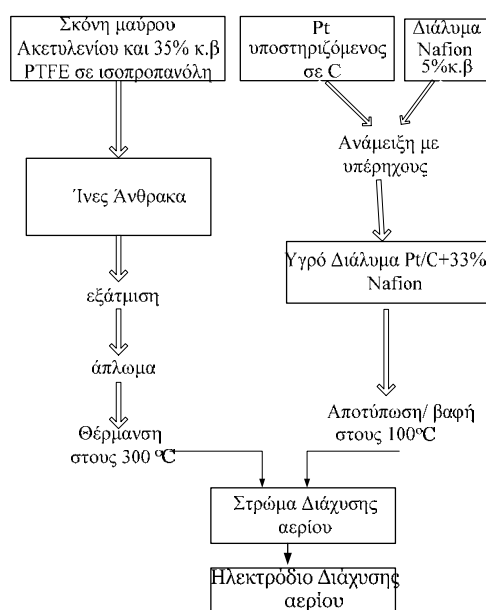 Σκόνη μαύρου
Ακετυλενίου και 35% κ.β
PTFE σε ισοπροπανόλη
Pt
υποστηριζόμενος
σε C
Διάλυμα
Nafion
5%κ.β
Ανάμειξη με
υπέρηχους
Ίνες Άνθρακα
Υγρό Διάλυμα Pt/C+33%
Nafion
εξάτμιση
άπλωμα
Αποτύπωση/ βαφή
στους 100°C
Θέρμανση
στους 300 °C
Στρώμα Διάχυσης
αερίου
Ηλεκτρόδιο Διάχυσης
αερίου